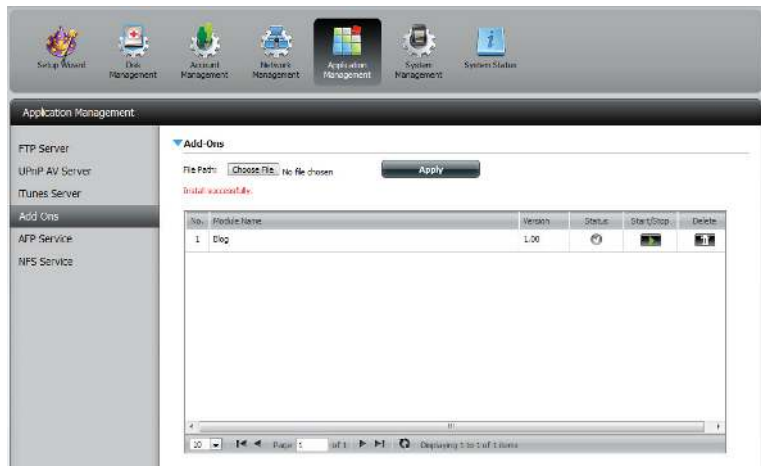 Setup Wizard
Disk Management
Account Management
Network Management
Application Management
System Management
System Status
Application Management
FTP Server
UPnP AV Server
iTunes Server
Add Ons
AFP Service
NFS Service
Add-Ons
File Path: Choose File No file chosen Apply
Install successfully.
No. Module Name Version Status Start/Stop Delete
1 Blog 1.00
10 Page 1 of 1 Displaying 1 to 1 of 1 items